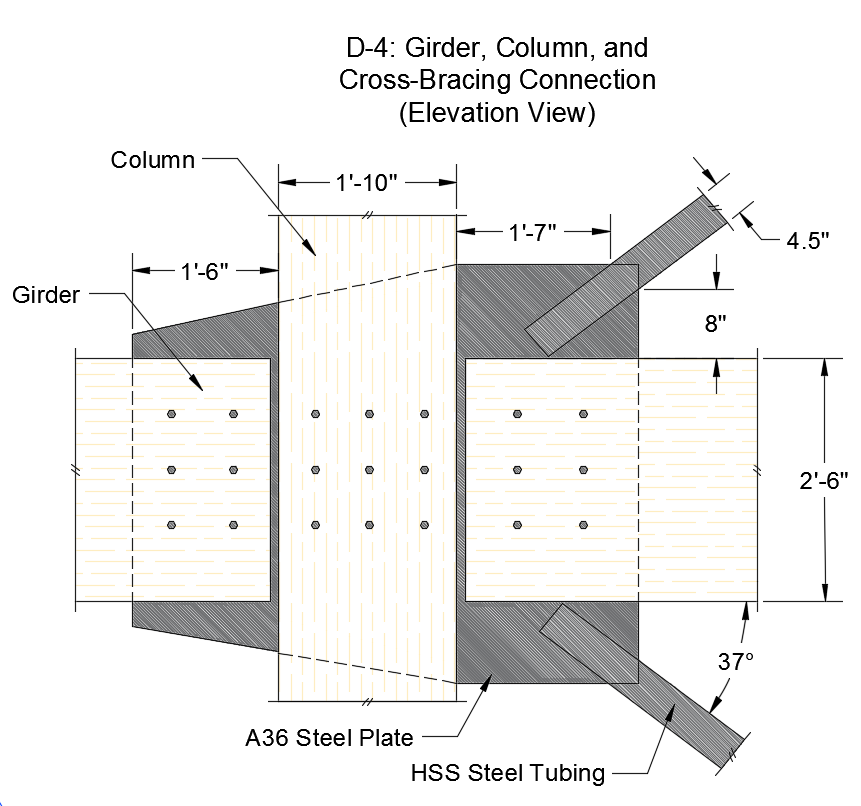 D-4: Girder, Column, and
Cross-Bracing Connection
(Elevation View)
Column
1'-10"
1'-7"
4.5"
1'-6"
Girder
8"
2'-6"
37°
A36 Steel Plate
HSS Steel Tubing